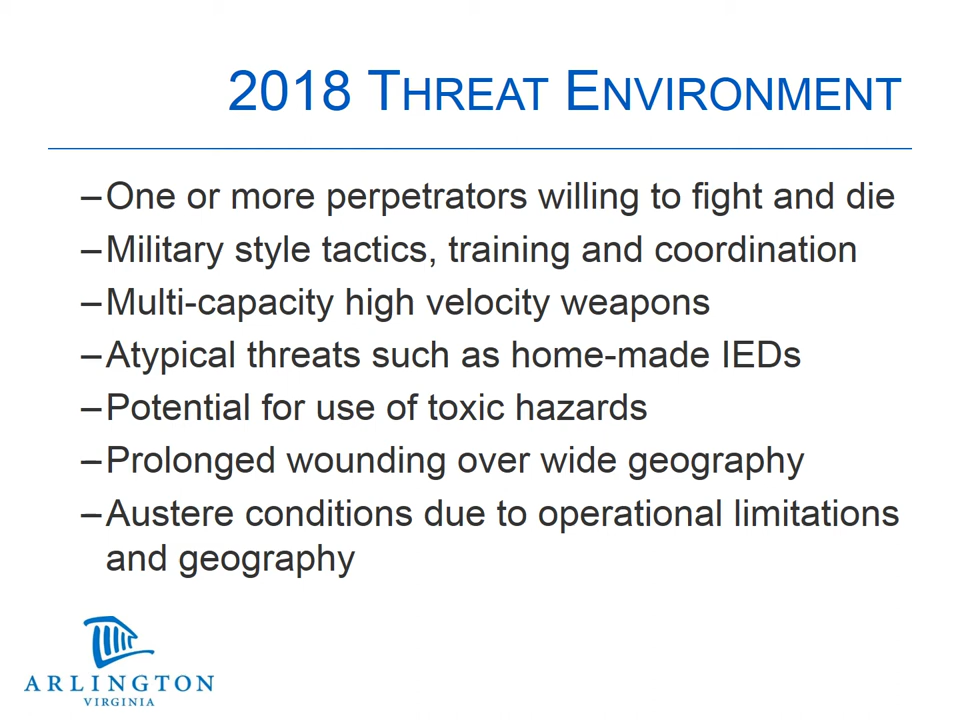 2018 THREAT ENVIRONMENT
–One or more perpetrators willing to fight and die
–Military style tactics, training and coordination
–Multi-capacity high velocity weapons
–Atypical threats such as home-made IEDs
–Potential for use of toxic hazards
–Prolonged wounding over wide geography
–Austere conditions due to operational limitations
and geography
ARLINGTON
VIRGINIA